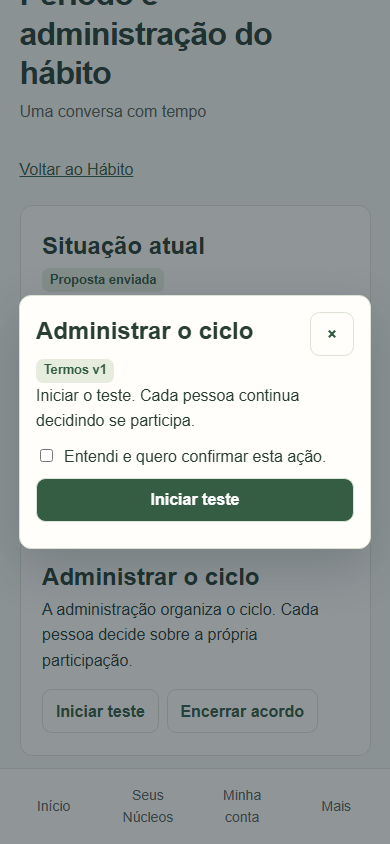 Período e
administração do
hábito
Uma conversa com tempo
Voltar ao Hábito
Situação atual
Proposta enviada
Administrar o ciclo
×
Termos v1
Iniciar o teste. Cada pessoa continua
decidindo se participa.
Entendi e quero confirmar esta ação.
Iniciar teste
Administrar o ciclo
A administração organiza o ciclo. Cada
pessoa decide sobre a própria
participação.
Iniciar teste
Encerrar acordo
Início
Seus
Núcleos
Minha
conta
Mais